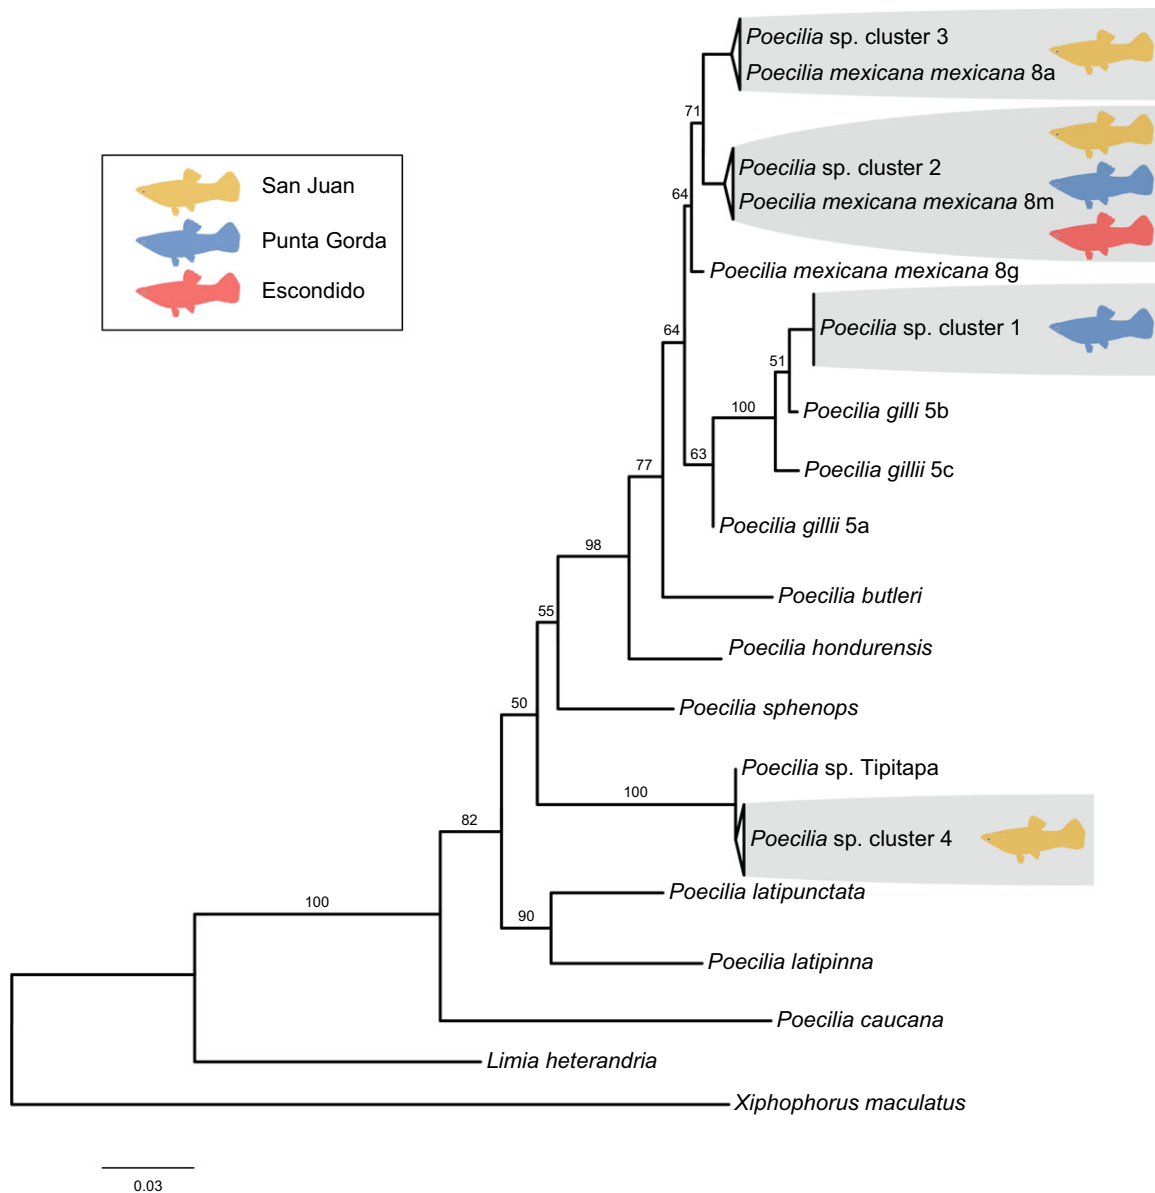 Poecilia sp. cluster 3
Poecilia mexicana mexicana 8a
71
San Juan
Punta Gorda
Escondido
Poecilia sp. cluster 2
Poecilia mexicana mexicana 8m
64
Poecilia mexicana mexicana 8g
64
Poecilia sp. cluster 1
51
100
Poecilia gilli 5b
63
Poecilia gillii 5c
77
Poecilia gillii 5a
98
Poecilia butleri
55
Poecilia hondurensis
50
Poecilia sphenops
Poecilia sp. Tipitapa
100
82
Poecilia sp. cluster 4
Poecilia latipunctata
100
90
Poecilia latipinna
Poecilia caucana
Limia heterandria
Xiphophorus maculatus
0.03